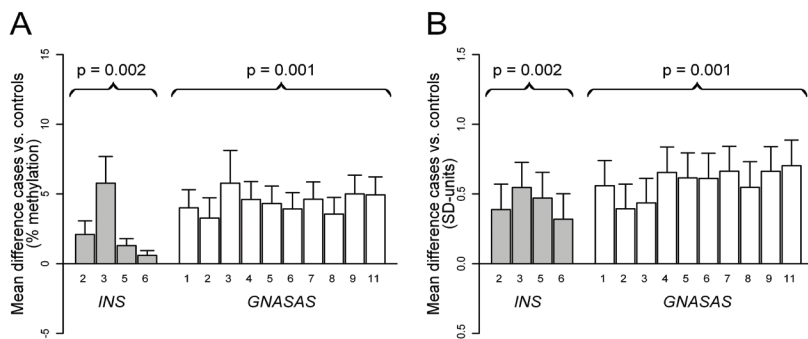 A
Mean difference cases vs. controls
(% methylation)
15
10
5
0
-5
p = 0.002
p = 0.001
2 3 5 6
1 2 3 4 5 6 7 8 9 11
INS
GNASAS
B
Mean difference cases vs. controls
(SD-units)
1.5
1.0
0.5
0.0
0.5
p = 0.002
p = 0.001
2 3 5 6
1 2 3 4 5 6 7 8 9 11
INS
GNASAS